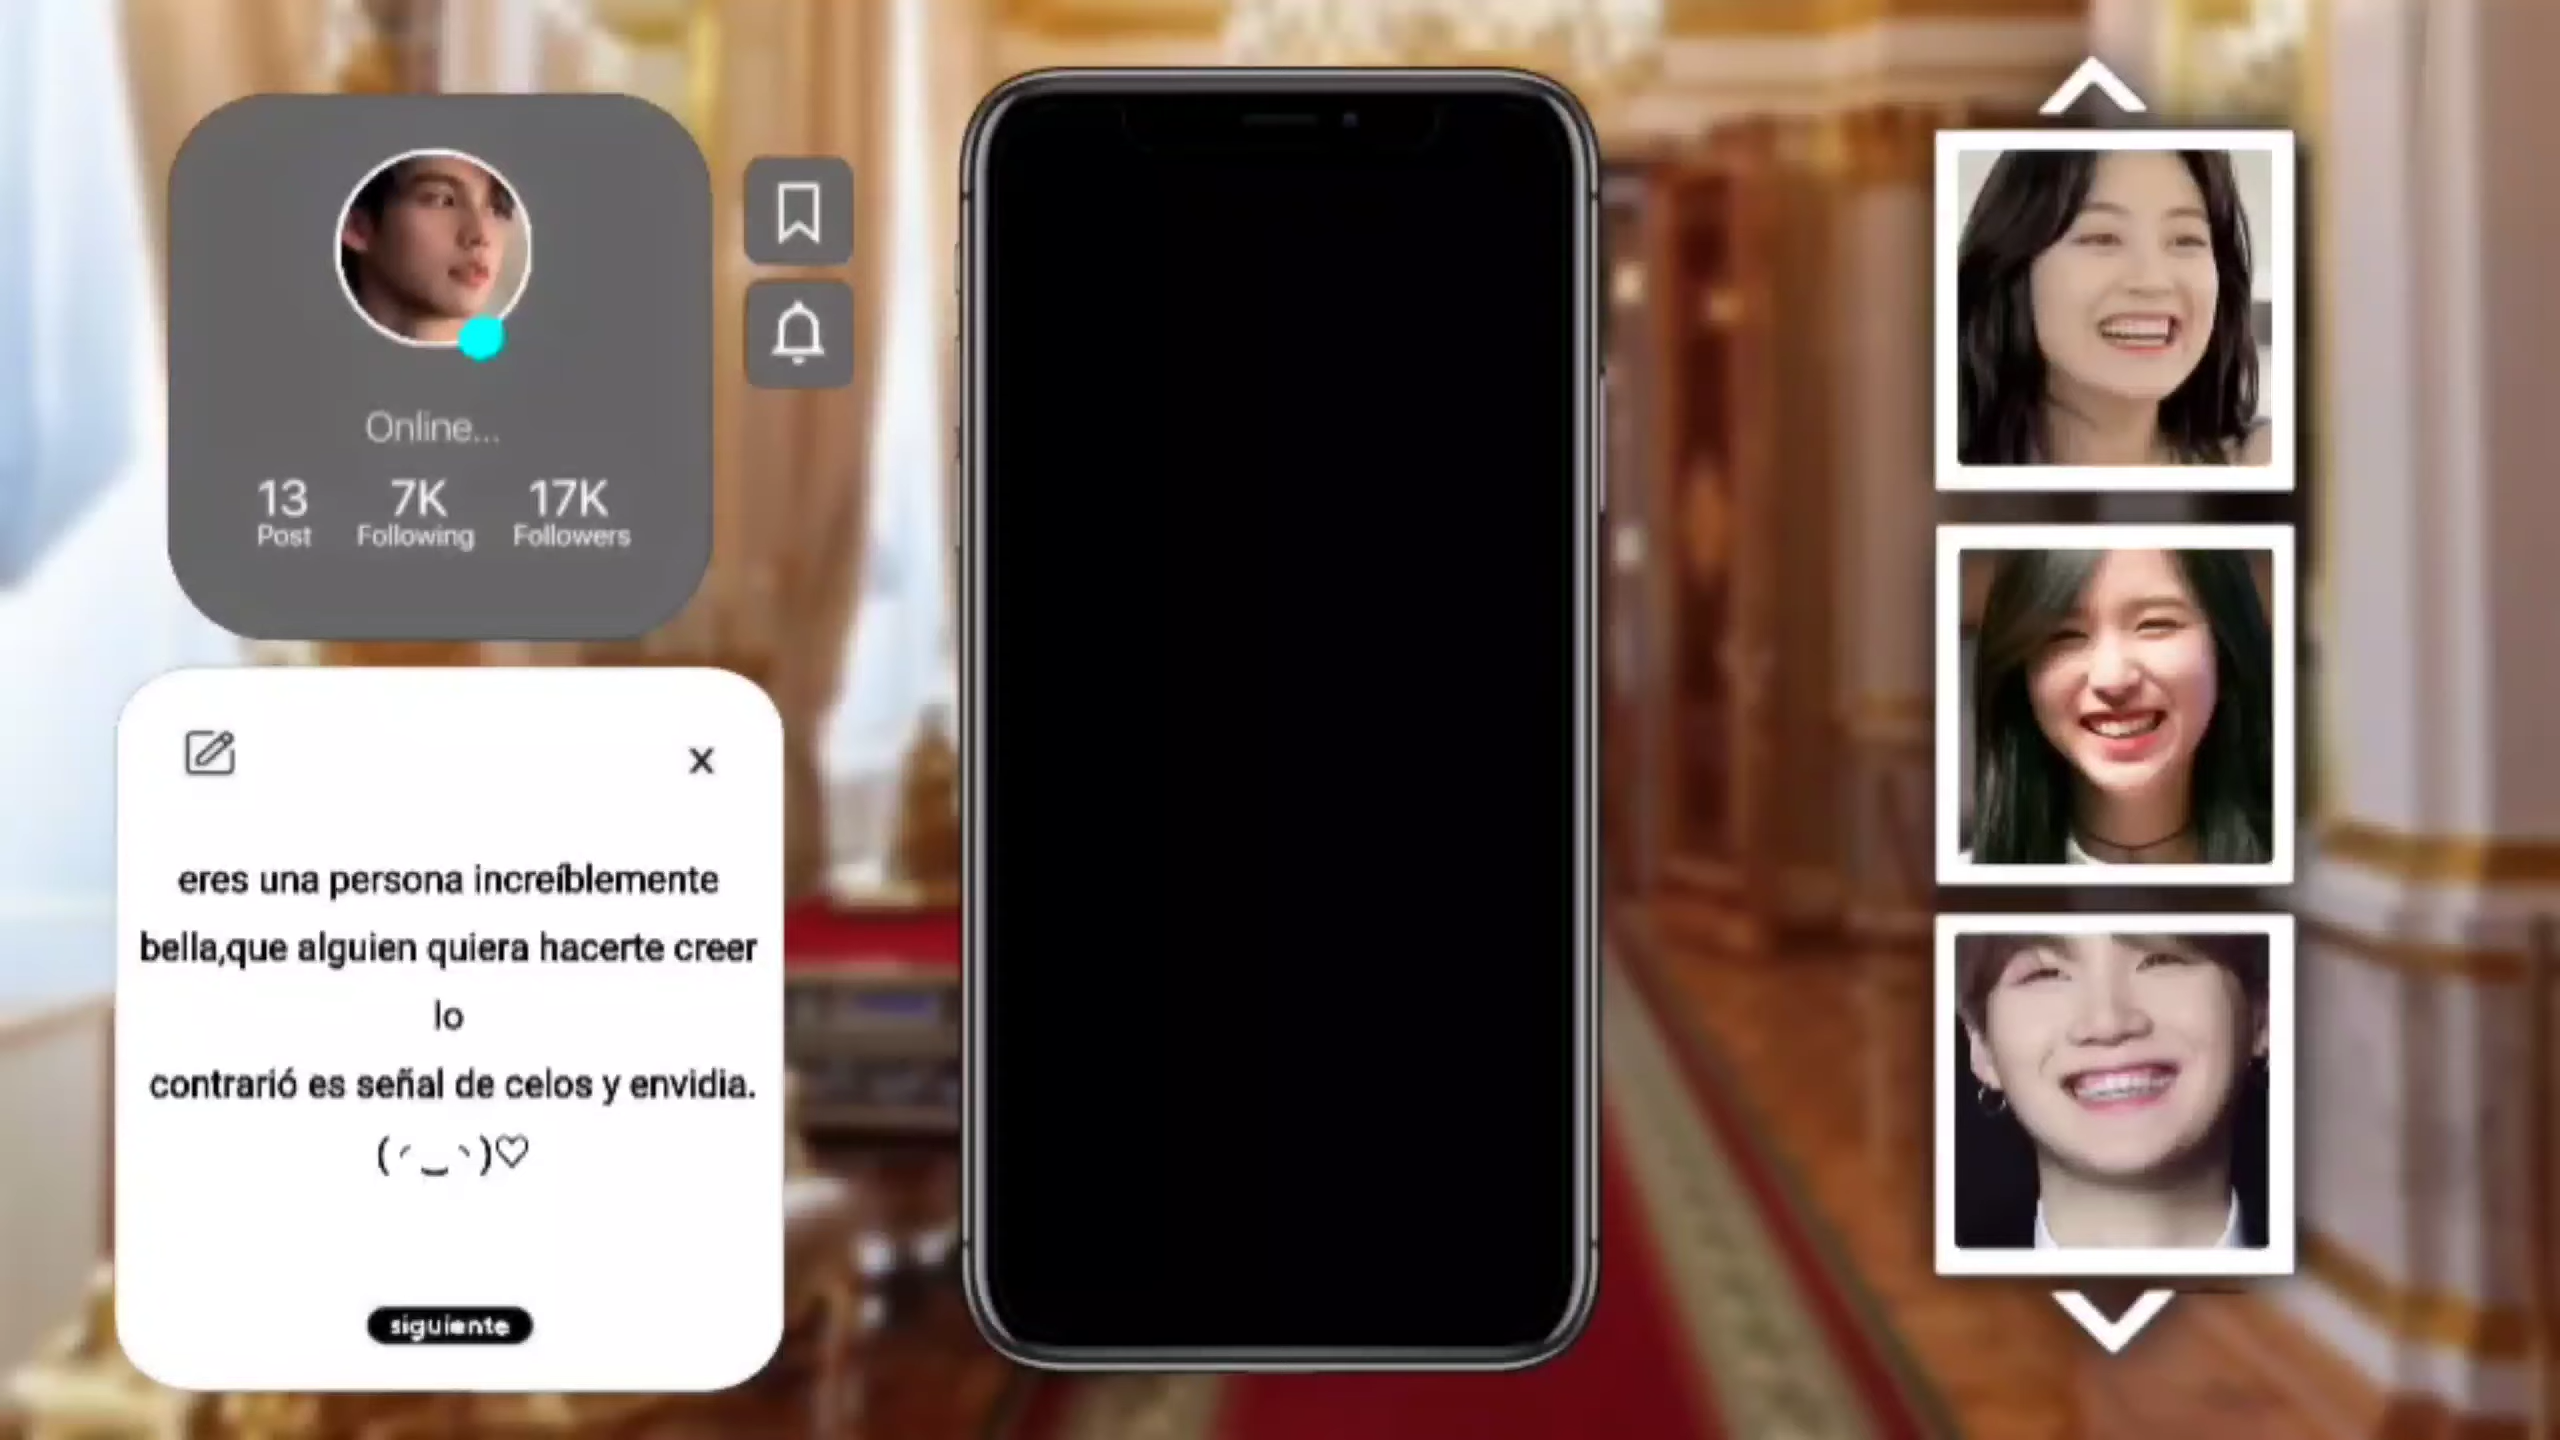 Online...
13 7K 17K
Post Following Followers
x
eres una persona increíblemente
bella,que alguien quiera hacerte creer
lo
contrarió es señal de celos y envidia.
(ˊ‿ˋ)♡
siguiente